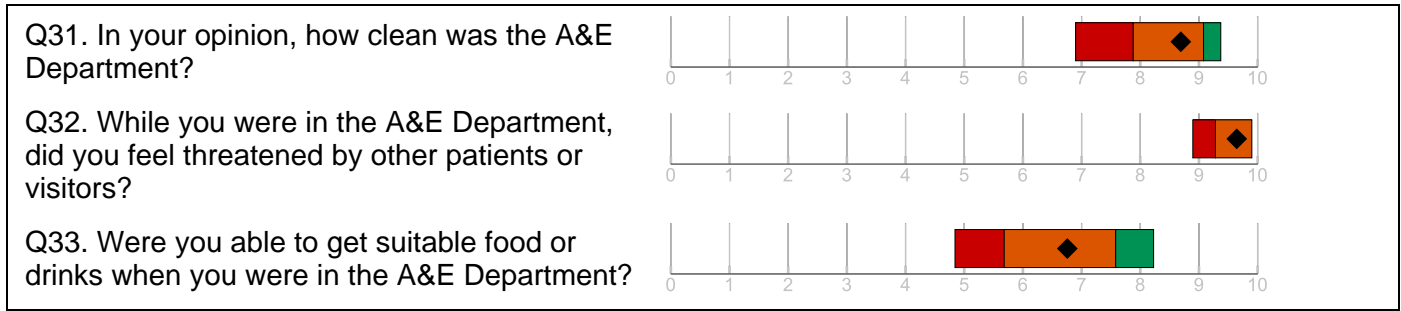 Q31. In your opinion, how clean was the A&E
Department?
0 1 2 3 4 5 6 7 8 9 10
Q32. While you were in the A&E Department,
did you feel threatened by other patients or
visitors?
0 1 2 3 4 5 6 7 8 9 10
Q33. Were you able to get suitable food or
drinks when you were in the A&E Department?
0 1 2 3 4 5 6 7 8 9 10